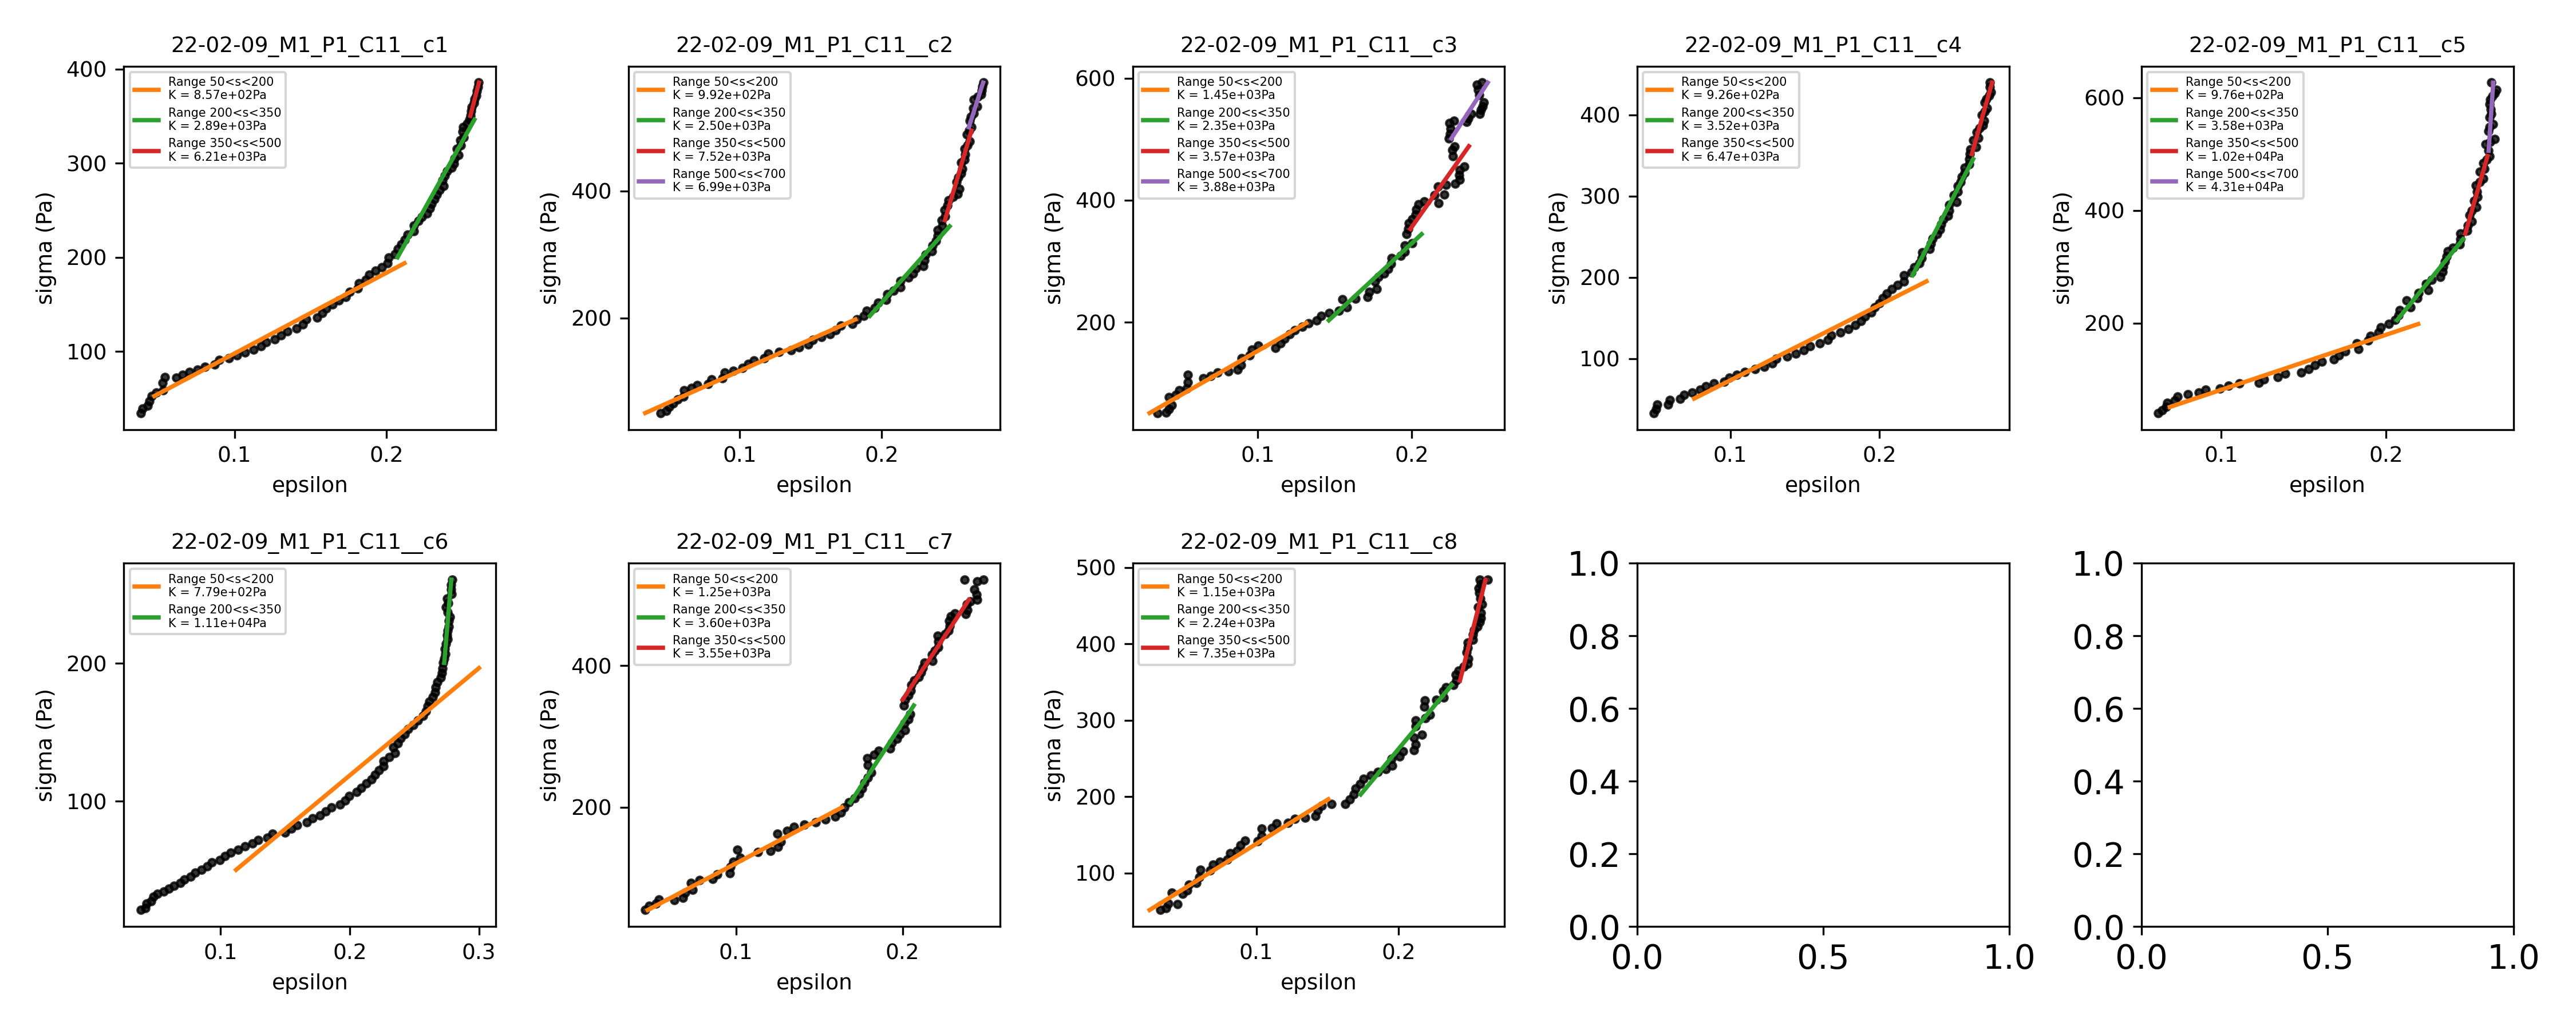 22-02-09_M1_P1_C11__c1
400
300
200
100
sigma (Pa)
0.1 0.2
epsilon
Range 50<s<200
K = 8.57e+02Pa
Range 200<s<350
K = 2.89e+03Pa
Range 350<s<500
K = 6.21e+03Pa
22-02-09_M1_P1_C11__c2
400
200
sigma (Pa)
0.1 0.2
epsilon
Range 50<s<200
K = 9.92e+02Pa
Range 200<s<350
K = 2.50e+03Pa
Range 350<s<500
K = 7.52e+03Pa
Range 500<s<700
K = 6.99e+03Pa
22-02-09_M1_P1_C11__c3
600
400
200
sigma (Pa)
0.1 0.2
epsilon
Range 50<s<200
K = 1.45e+03Pa
Range 200<s<350
K = 2.35e+03Pa
Range 350<s<500
K = 3.57e+03Pa
Range 500<s<700
K = 3.88e+03Pa
22-02-09_M1_P1_C11__c4
400
300
200
100
sigma (Pa)
0.1 0.2
epsilon
Range 50<s<200
K = 9.26e+02Pa
Range 200<s<350
K = 3.52e+03Pa
Range 350<s<500
K = 6.47e+03Pa
22-02-09_M1_P1_C11__c5
600
400
200
sigma (Pa)
0.1 0.2
epsilon
Range 50<s<200
K = 9.76e+02Pa
Range 200<s<350
K = 3.58e+03Pa
Range 350<s<500
K = 1.02e+04Pa
Range 500<s<700
K = 4.31e+04Pa
22-02-09_M1_P1_C11__c6
200
100
sigma (Pa)
0.1 0.2 0.3
epsilon
Range 50<s<200
K = 7.79e+02Pa
Range 200<s<350
K = 1.11e+04Pa
22-02-09_M1_P1_C11__c7
400
200
sigma (Pa)
0.1 0.2
epsilon
Range 50<s<200
K = 1.25e+03Pa
Range 200<s<350
K = 3.60e+03Pa
Range 350<s<500
K = 3.55e+03Pa
22-02-09_M1_P1_C11__c8
500
400
300
200
100
sigma (Pa)
0.1 0.2
epsilon
Range 50<s<200
K = 1.15e+03Pa
Range 200<s<350
K = 2.24e+03Pa
Range 350<s<500
K = 7.35e+03Pa
1.0
0.8
0.6
0.4
0.2
0.0
0.0 0.5 1.0
1.0
0.8
0.6
0.4
0.2
0.0
0.0 0.5 1.0